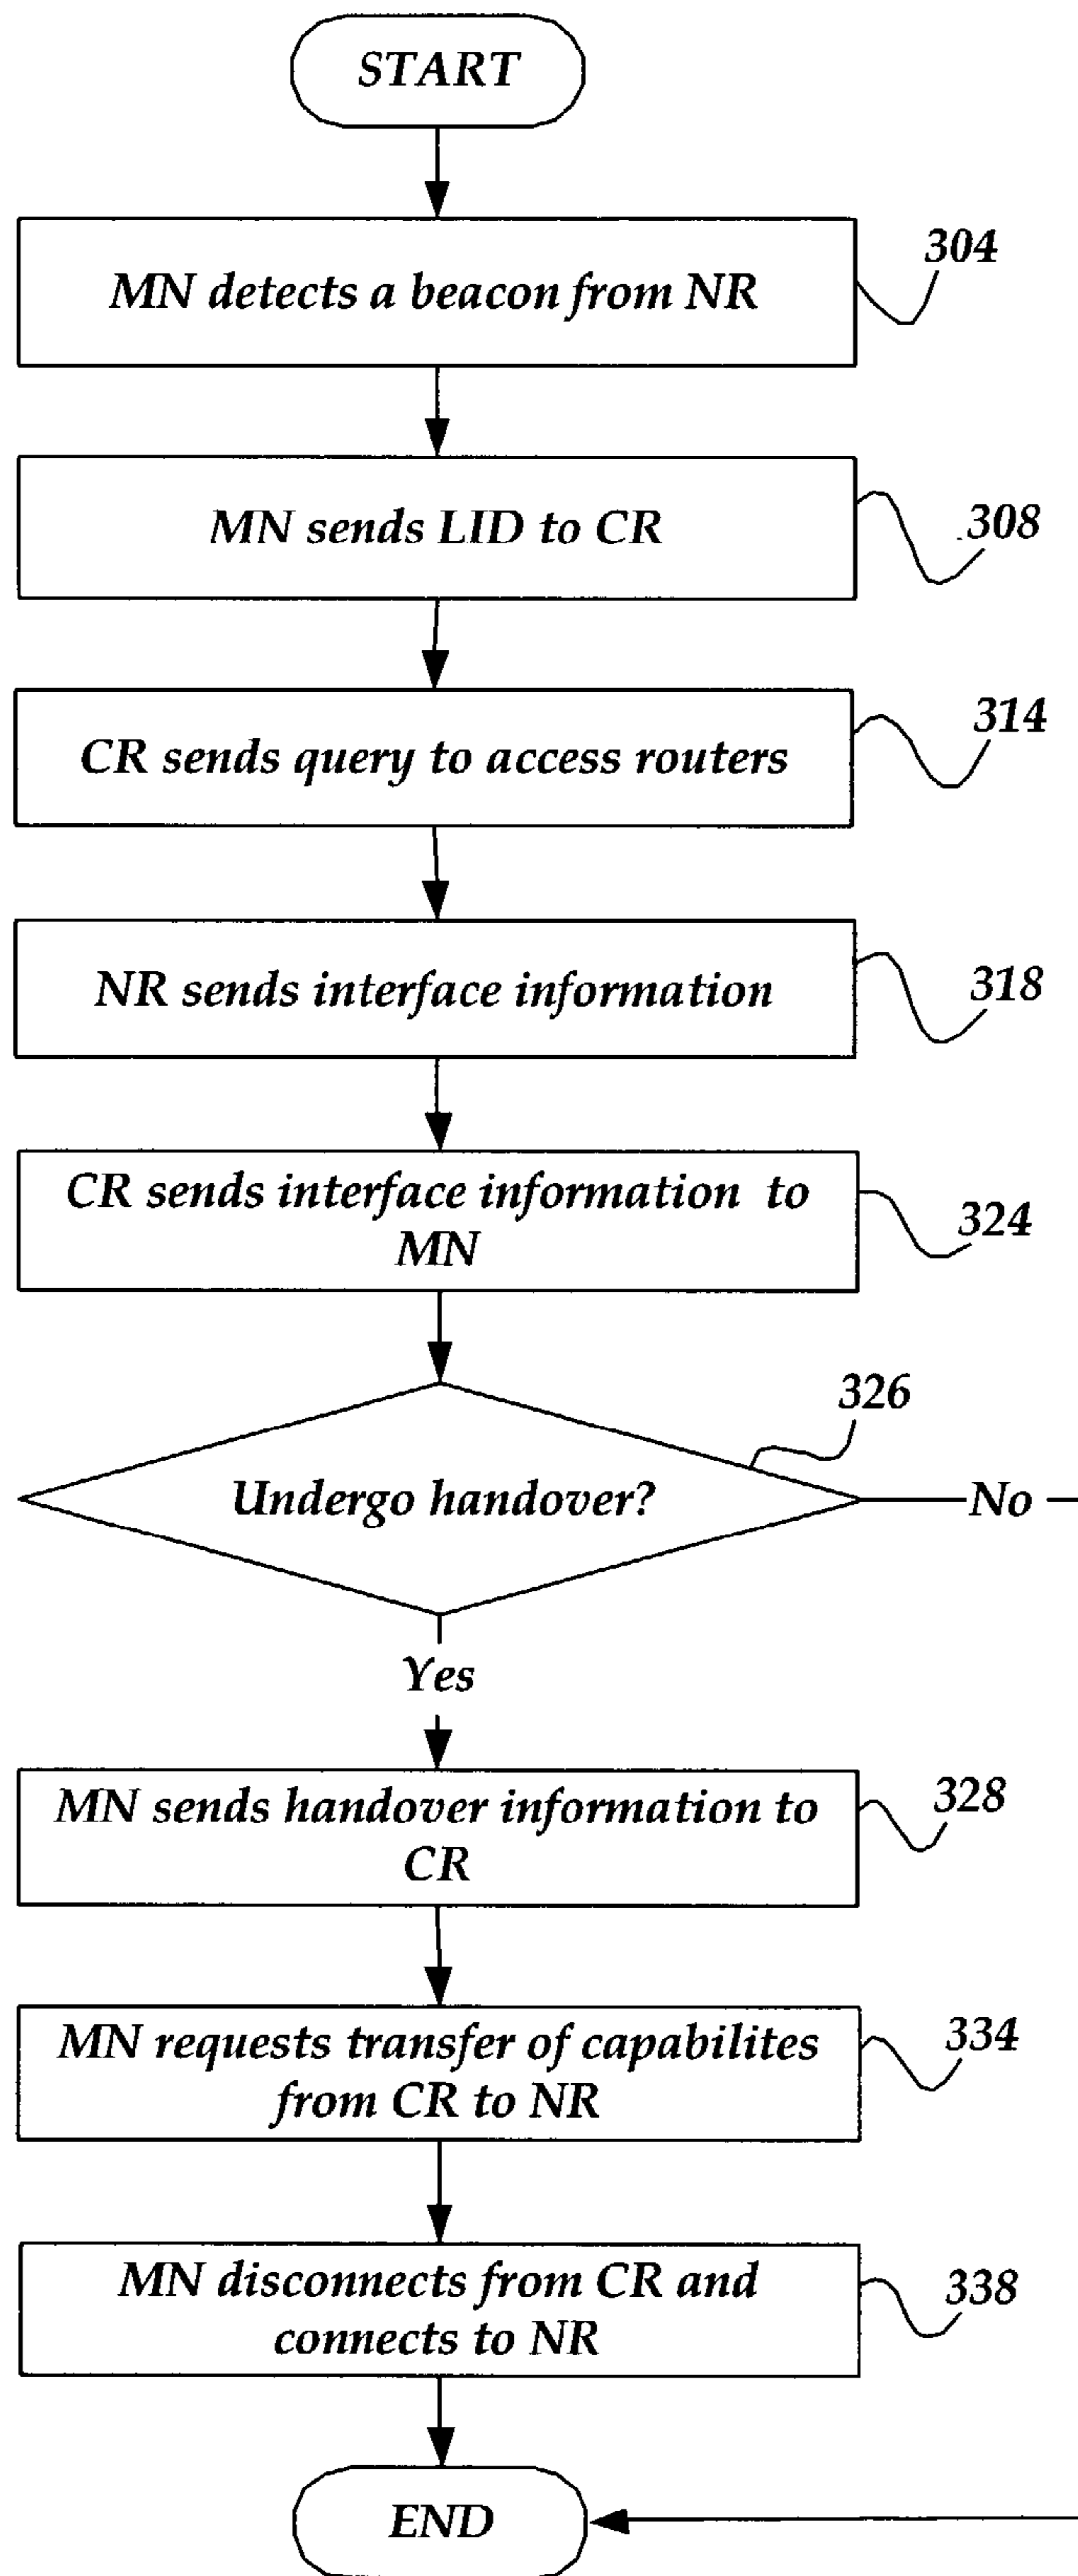 START
MN detects a beacon from NR
304
MN sends LID to CR
308
CR sends query to access routers
314
NR sends interface information
318
CR sends interface information to
MN
324
326
Undergo handover?
No
Yes
MN sends handover information to
CR
328
MN requests transfer of capabilites
from CR to NR
334
MN disconnects from CR and
connects to NR
338
END